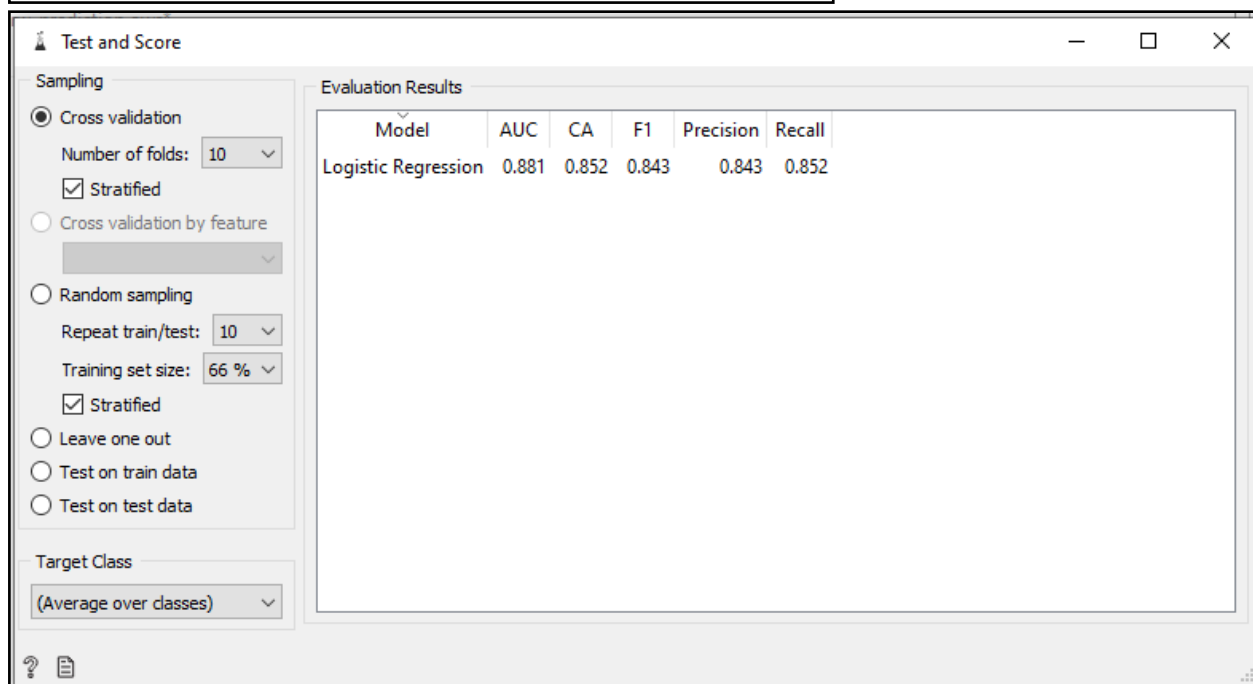 Test and Score
Sampling
Cross validation
Number of folds: 10
Stratified
Cross validation by feature
Random sampling
Repeat train/test: 10
Training set size: 66 %
Stratified
Leave one out
Test on train data
Test on test data
Target Class
(Average over classes)
Evaluation Results
Model AUC CA F1 Precision Recall
Logistic Regression 0.881 0.852 0.843 0.843 0.852